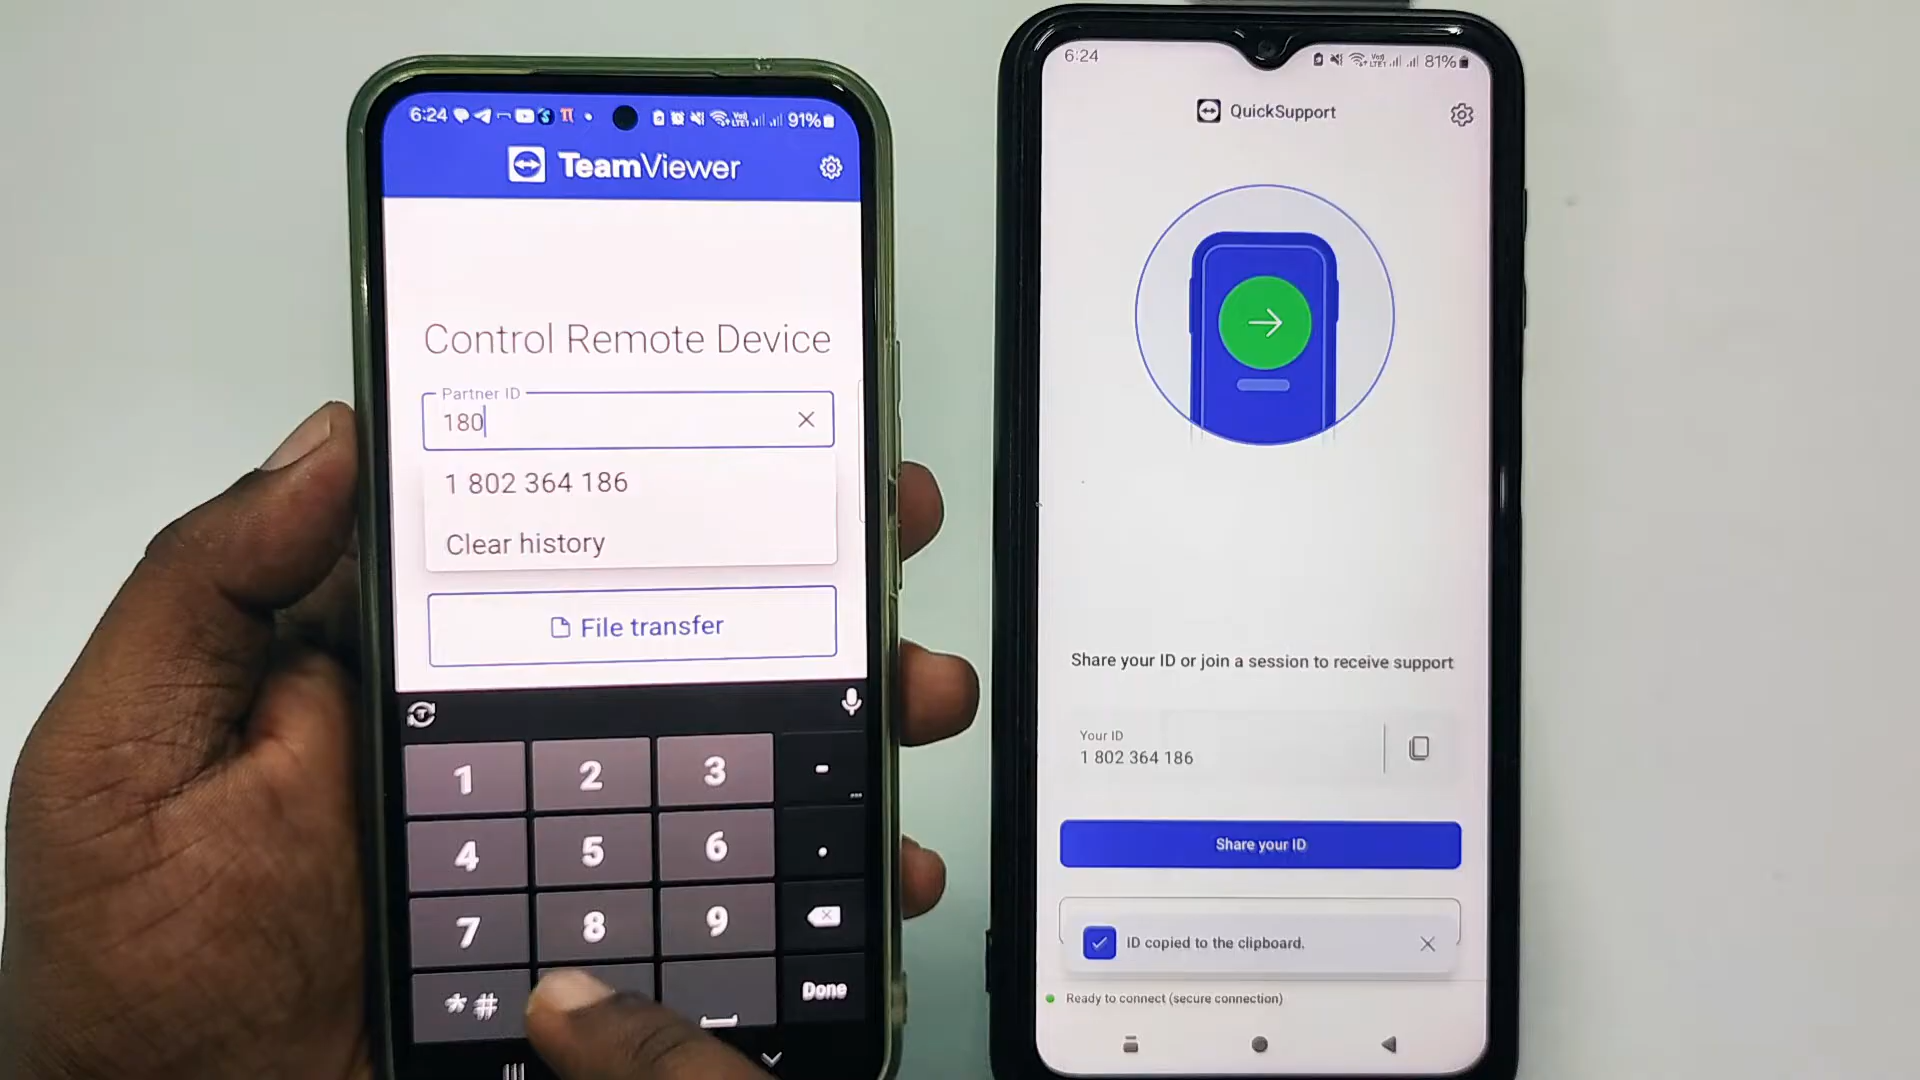 6:24
91%
TeamViewer
Control Remote Device
Partner ID
180
1 802 364 186
Clear history
File transfer
1
2
3
-
4
5
6
.
7
8
9
*#
Done
6:24
81%
QuickSupport
Share your ID or join a session to receive support
Your ID
1 802 364 186
Share your ID
ID copied to the clipboard.
Ready to connect (secure connection)